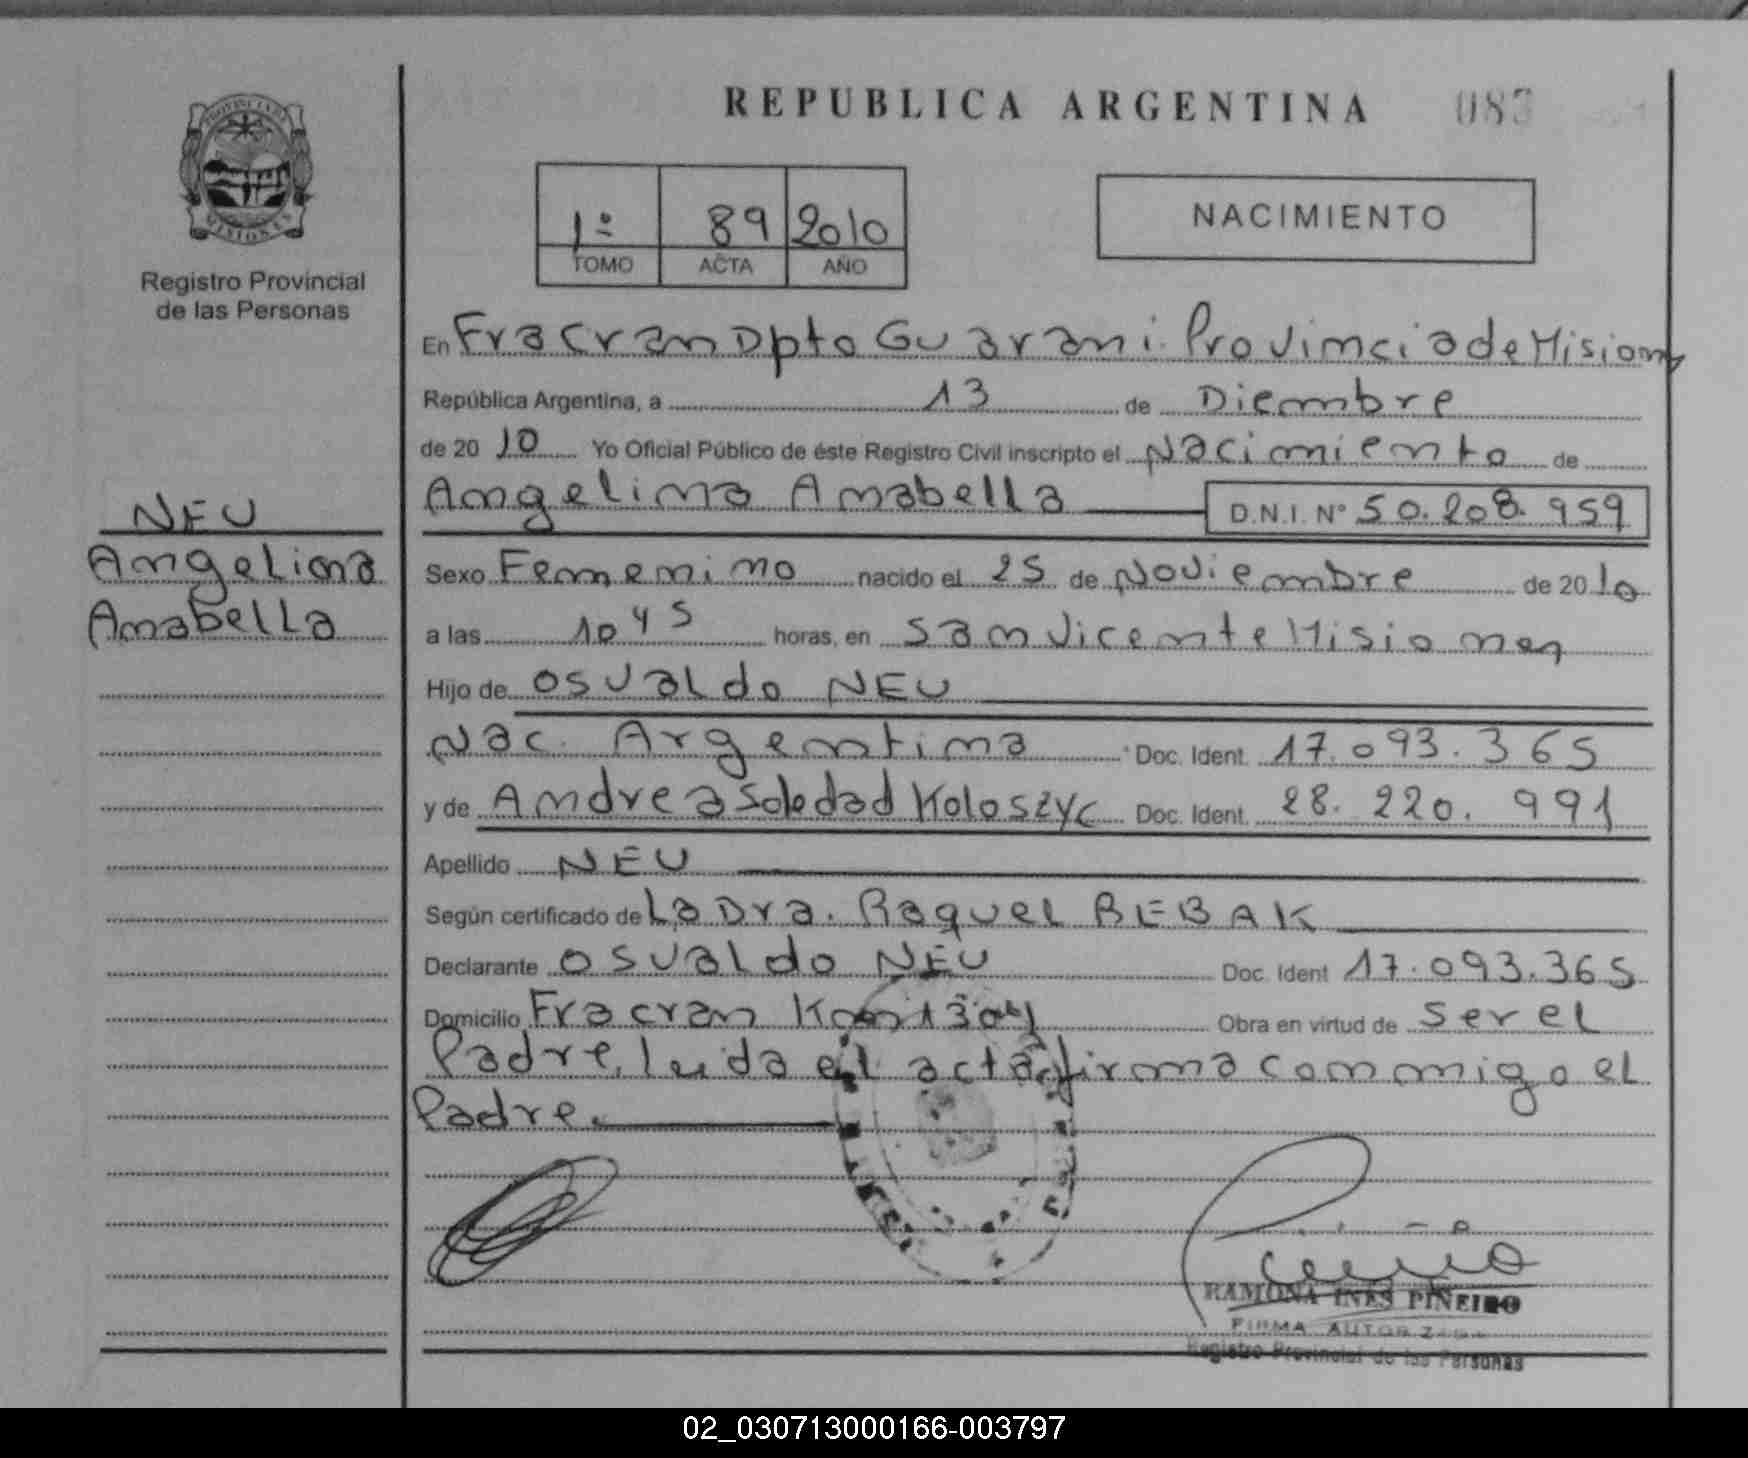 REPUBLICA ARGENTINA 083
PROVINCIA DE
MISIONES
Registro Provincial
de las Personas
1º 89 2010
TOMO ACTA AÑO
NACIMIENTO
En Fracran Dpto Guarani Provincia de Misiones
República Argentina, a 13 de Diembre
de 2010 Yo Oficial Público de éste Registro Civil inscripto el Nacimiento de
Angelina Anabella D.N.I. Nº 50.208.959
NEU
Angelina
Anabella
Sexo Femenino nacido el 25 de Noviembre de 2010
a las 10 45 horas, en San Vicente Misiones
Hijo de Osvaldo NEU
Nac. Argentina Doc. Ident. 17.093.365
y de Andrea Soledad Koloszyc Doc. Ident. 28.220.991
Apellido NEU
Según certificado de La Dra. Raquel BEBAK
Declarante Osvaldo NEU Doc. Ident 17.093.365
Domicilio Fracran Obra en virtud de ser el
Padre, leida el acta firma conmigo el
Padre.
RAMONA INES PIÑEIRO
FIRMA AUTORIZADA
Registro Provincial de las Personas
02_030713000166-003797